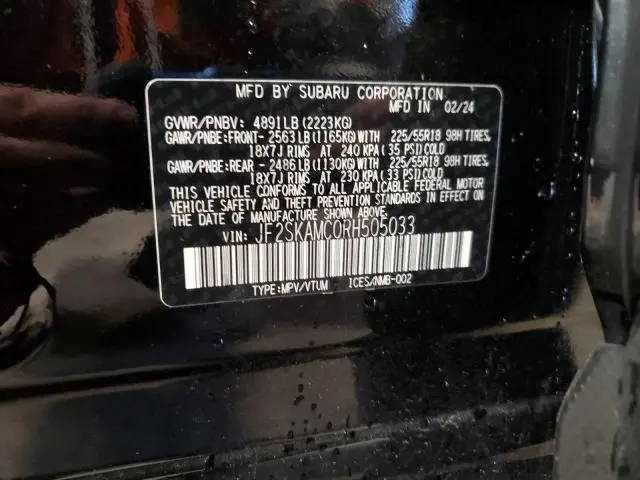 MFD BY SUBARU CORPORATION
MFD IN 02/24
GVWR/PNBV: 4891LB(2223KG)
GAWR/PNBE:FRONT-2563LB(1165KG)WITH 225/55R18 98H TIRES,
18X7J RIMS AT 240 KPA(35 PSI)COLD
GAWR/PNBE:REAR -2486LB(1130KG)WITH 225/55R18 98H TIRES,
18X7J RIMS AT 230 KPA(33 PSI)COLD
THIS VEHICLE CONFORMS TO ALL APPLICABLE FEDERAL MOTOR
VEHICLE SAFETY AND THEFT PREVENTION STANDARDS IN EFFECT ON
THE DATE OF MANUFACTURE SHOWN ABOVE.
VIN: JF2SKAMC0RH505033
TYPE:MPV/VTUM ICES/NMB-002